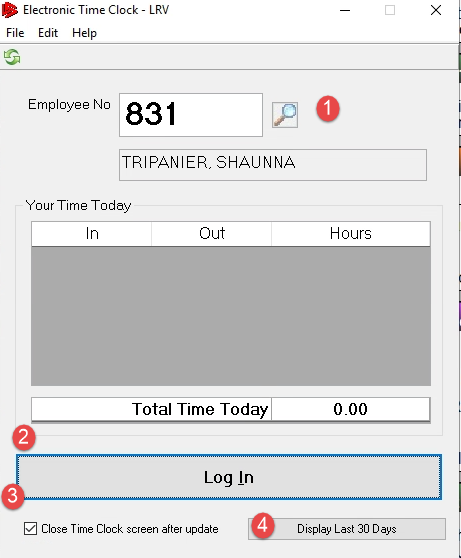 Electronic Time Clock - LRV
File Edit Help
Employee No 831 1
TRIPANIER, SHAUNNA
Your Time Today
In Out Hours
Total Time Today 0.00
2
Log In
3
Close Time Clock screen after update 4 Display Last 30 Days